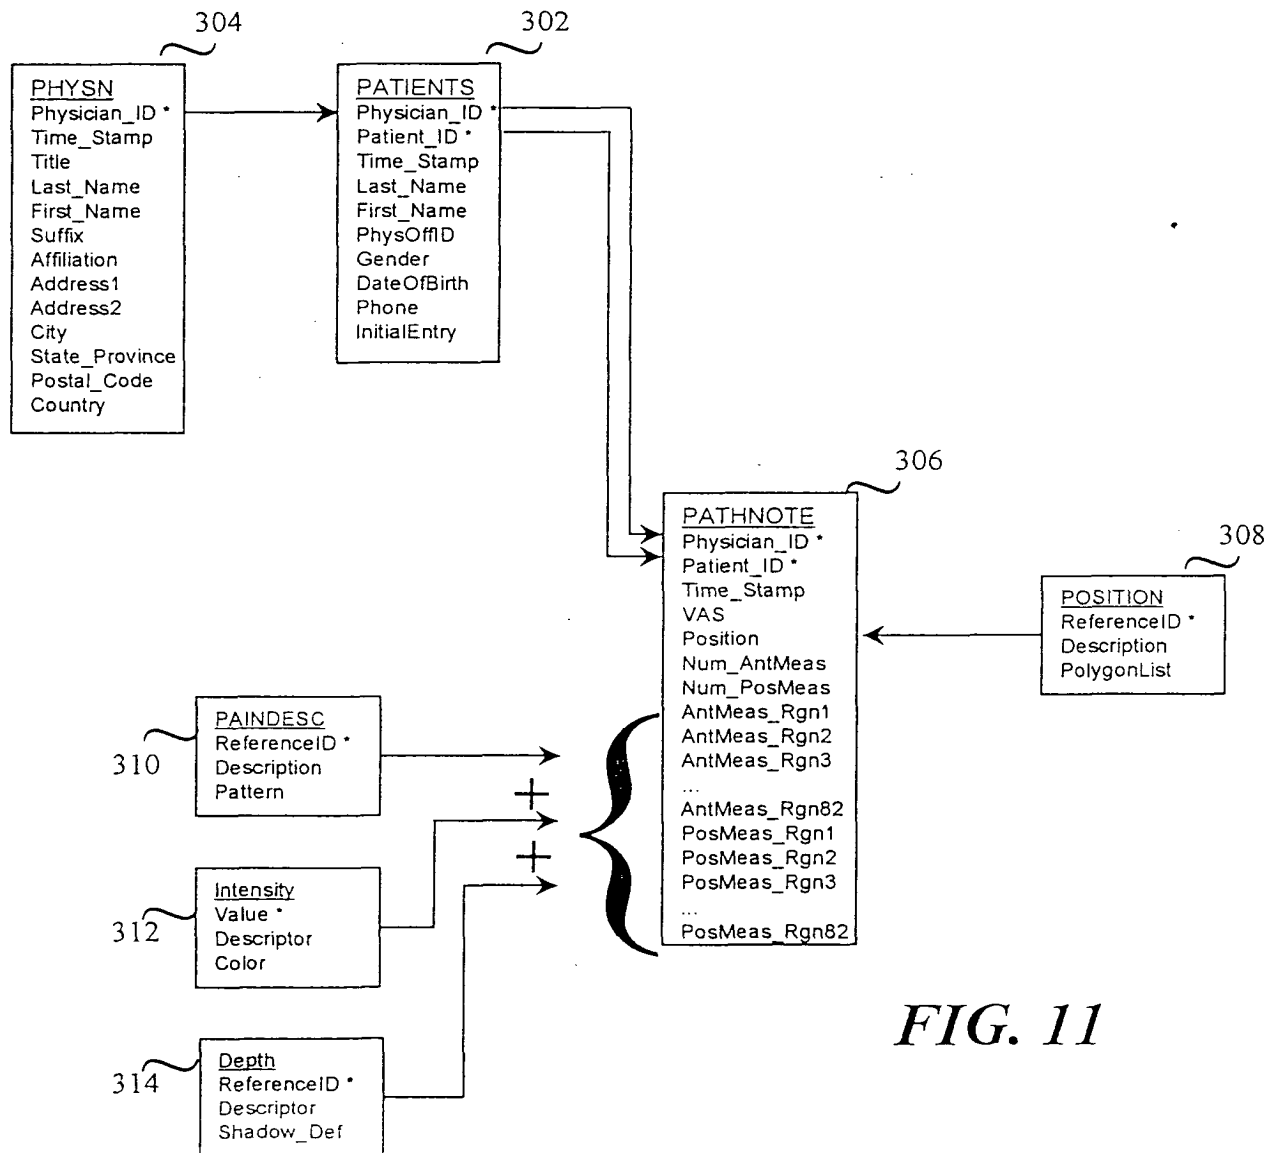 304
PHYSN
Physician_ID *
Time_Stamp
Title
Last_Name
First_Name
Suffix
Affiliation
Address1
Address2
City
State_Province
Postal_Code
Country
302
PATIENTS
Physician_ID *
Patient_ID *
Time_Stamp
Last_Name
First_Name
PhysOffID
Gender
DateOfBirth
Phone
InitialEntry
306
PATHNOTE
Physician_ID *
Patient_ID *
Time_Stamp
VAS
Position
Num_AntMeas
Num_PosMeas
AntMeas_Rgn1
AntMeas_Rgn2
AntMeas_Rgn3
...
AntMeas_Rgn82
PosMeas_Rgn1
PosMeas_Rgn2
PosMeas_Rgn3
...
PosMeas_Rgn82
308
POSITION
ReferenceID *
Description
PolygonList
310
PAINDESC
ReferenceID *
Description
Pattern
+
+
312
Intensity
Value *
Descriptor
Color
314
Depth
ReferenceID *
Descriptor
Shadow_Def
FIG. 11